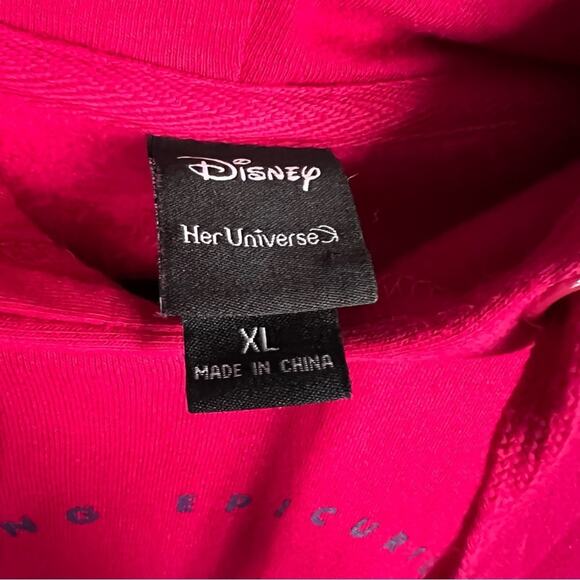 Disney
Her Universe
XL
MADE IN CHINA